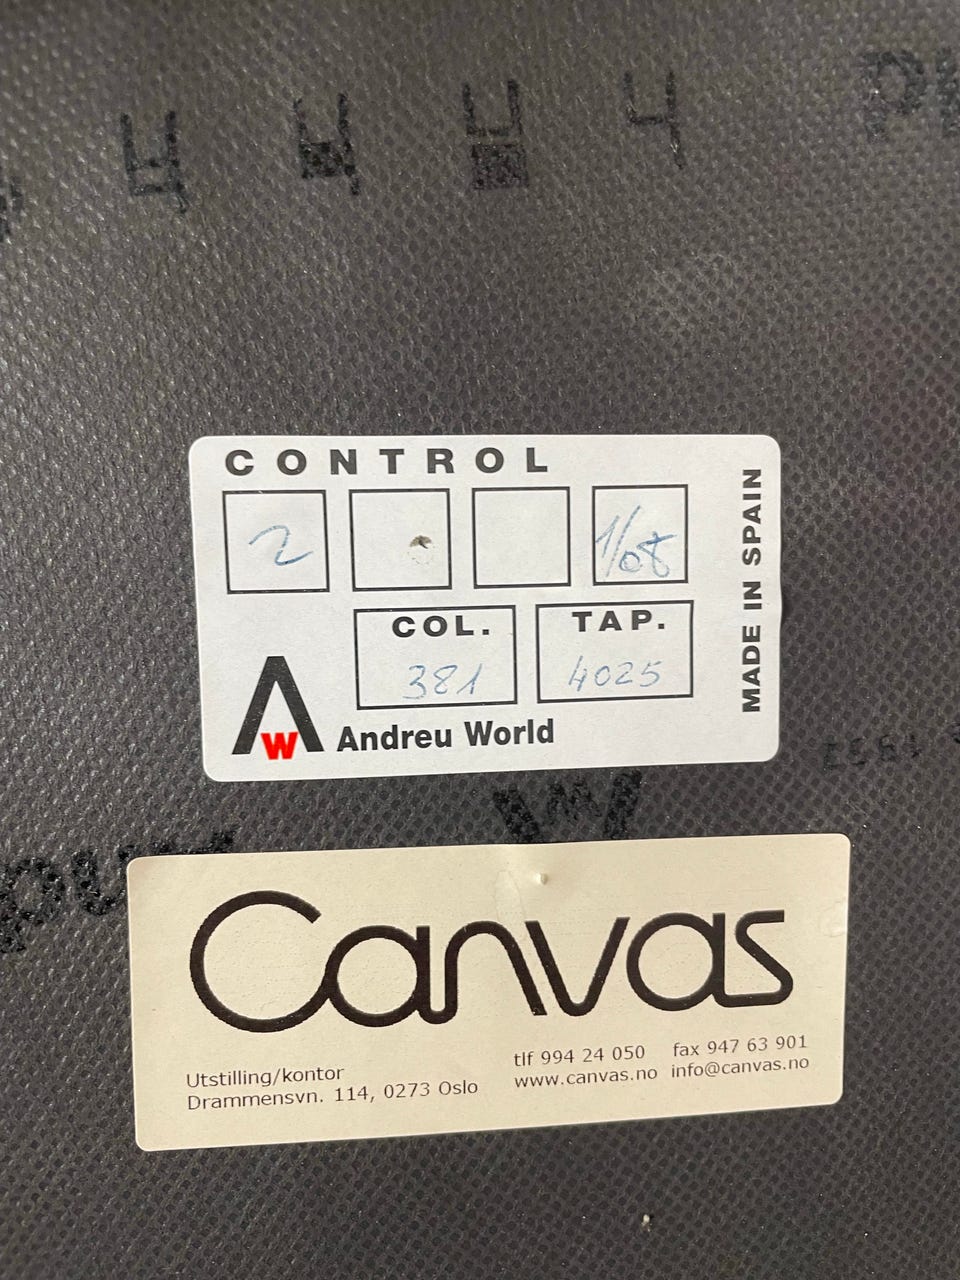 CONTROL
2 1/08
COL. TAP.
381 4025
W Andreu World
MADE IN SPAIN
Canvas
Utstilling/kontor
Drammensvn. 114, 0273 Oslo
tlf 994 24 050 fax 947 63 901
www.canvas.no info@canvas.no